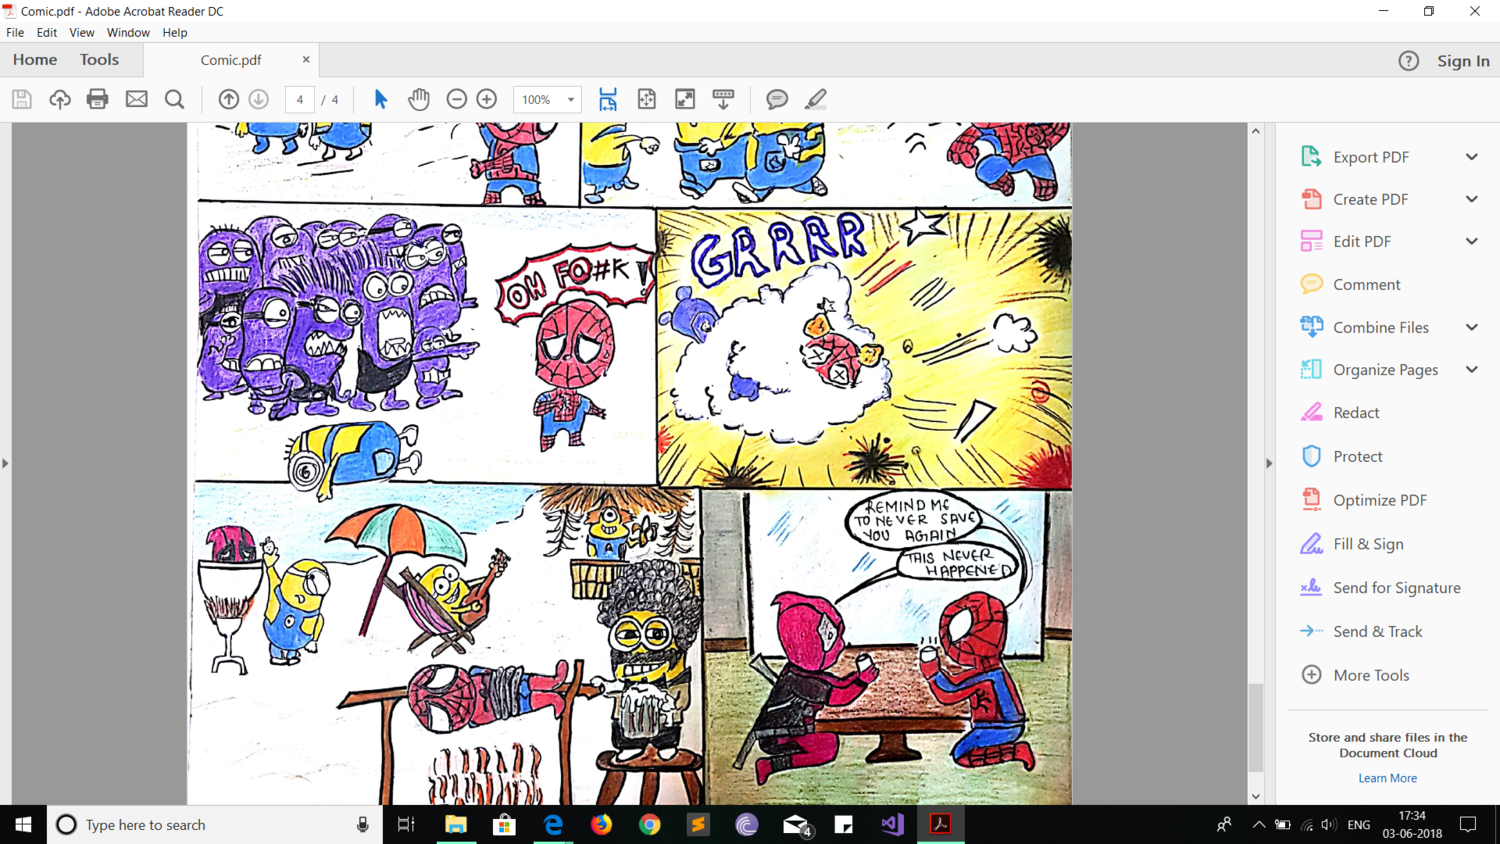 Comic.pdf - Adobe Acrobat Reader DC
File Edit View Window Help
Home Tools Comic.pdf × ? Sign In
4 / 4 100%
GRRRR
OH F@#K !
6
REMIND ME
TO NEVER SAVE
YOU AGAIN
THIS NEVER
HAPPENED
Export PDF
Create PDF
Edit PDF
Comment
Combine Files
Organize Pages
Redact
Protect
Optimize PDF
Fill & Sign
Send for Signature
Send & Track
More Tools
Store and share files in the
Document Cloud
Learn More
Type here to search
4
ENG
17:34
03-06-2018